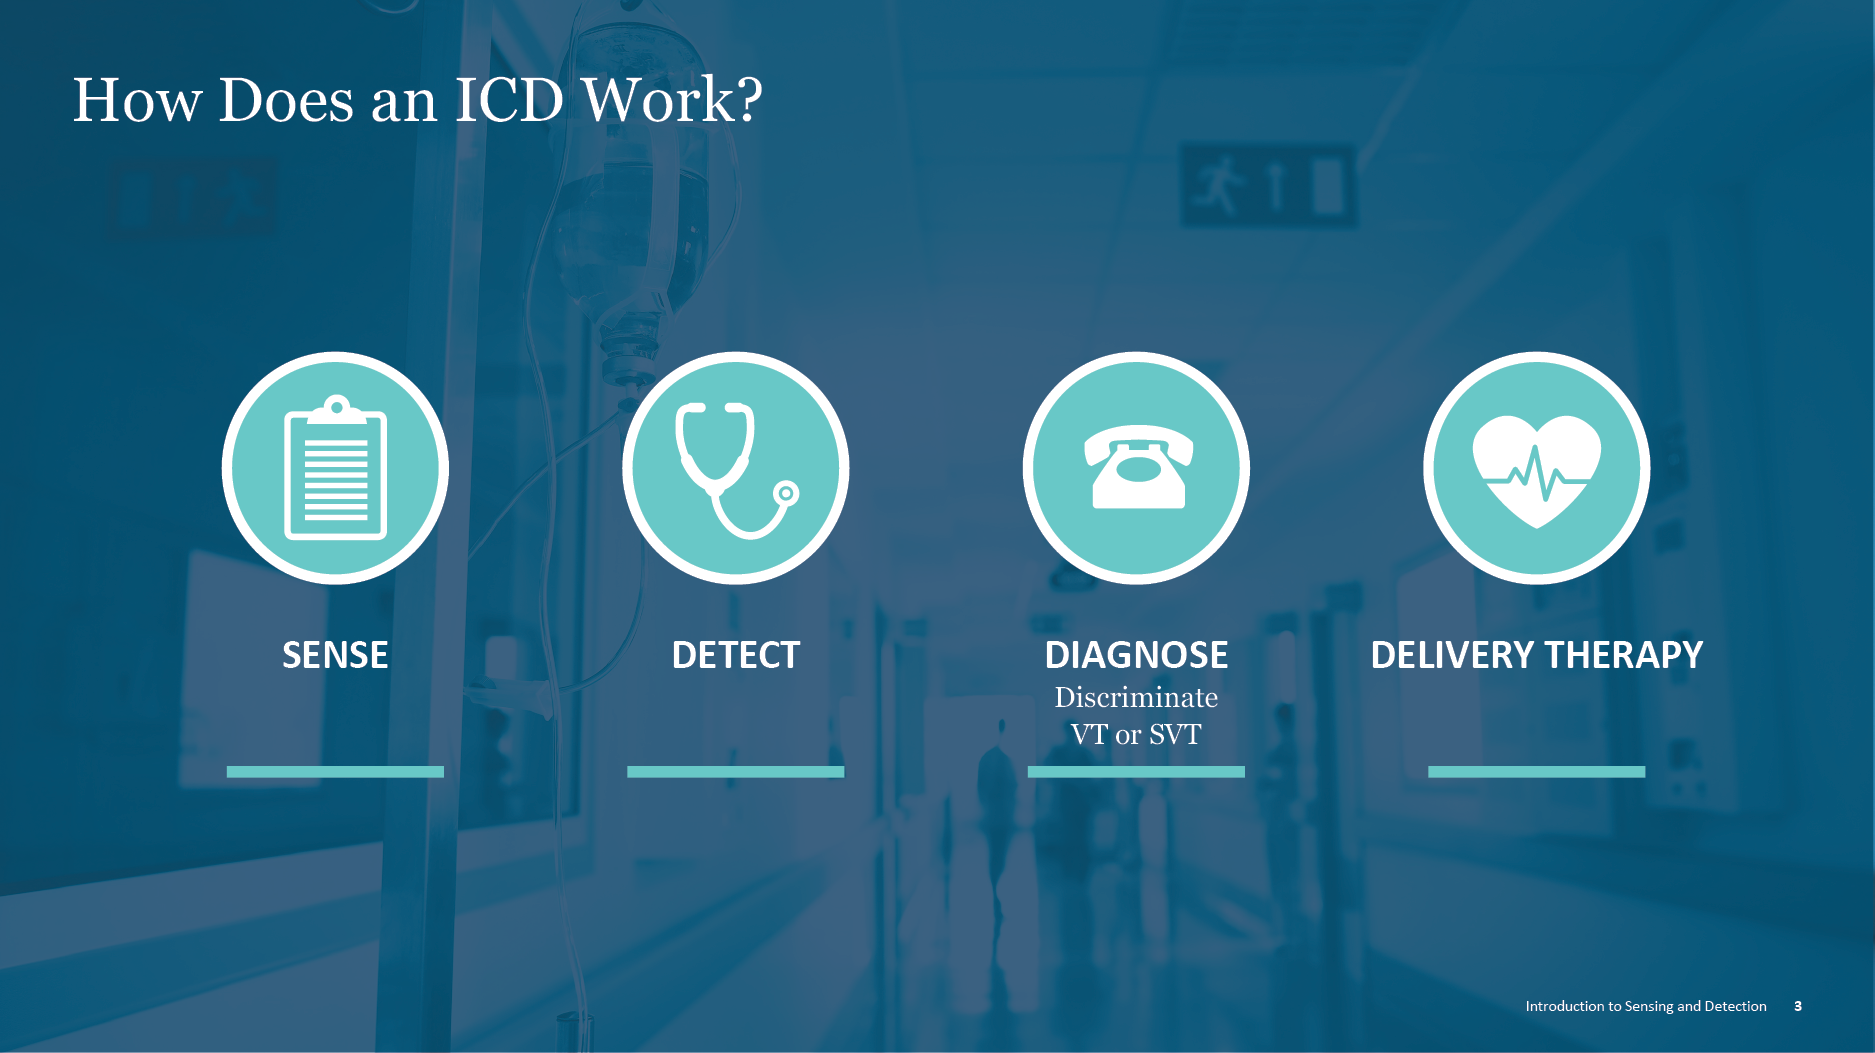 How Does an ICD Work?
SENSE
DETECT
DIAGNOSE
Discriminate
VT or SVT
DELIVERY THERAPY
Introduction to Sensing and Detection 3